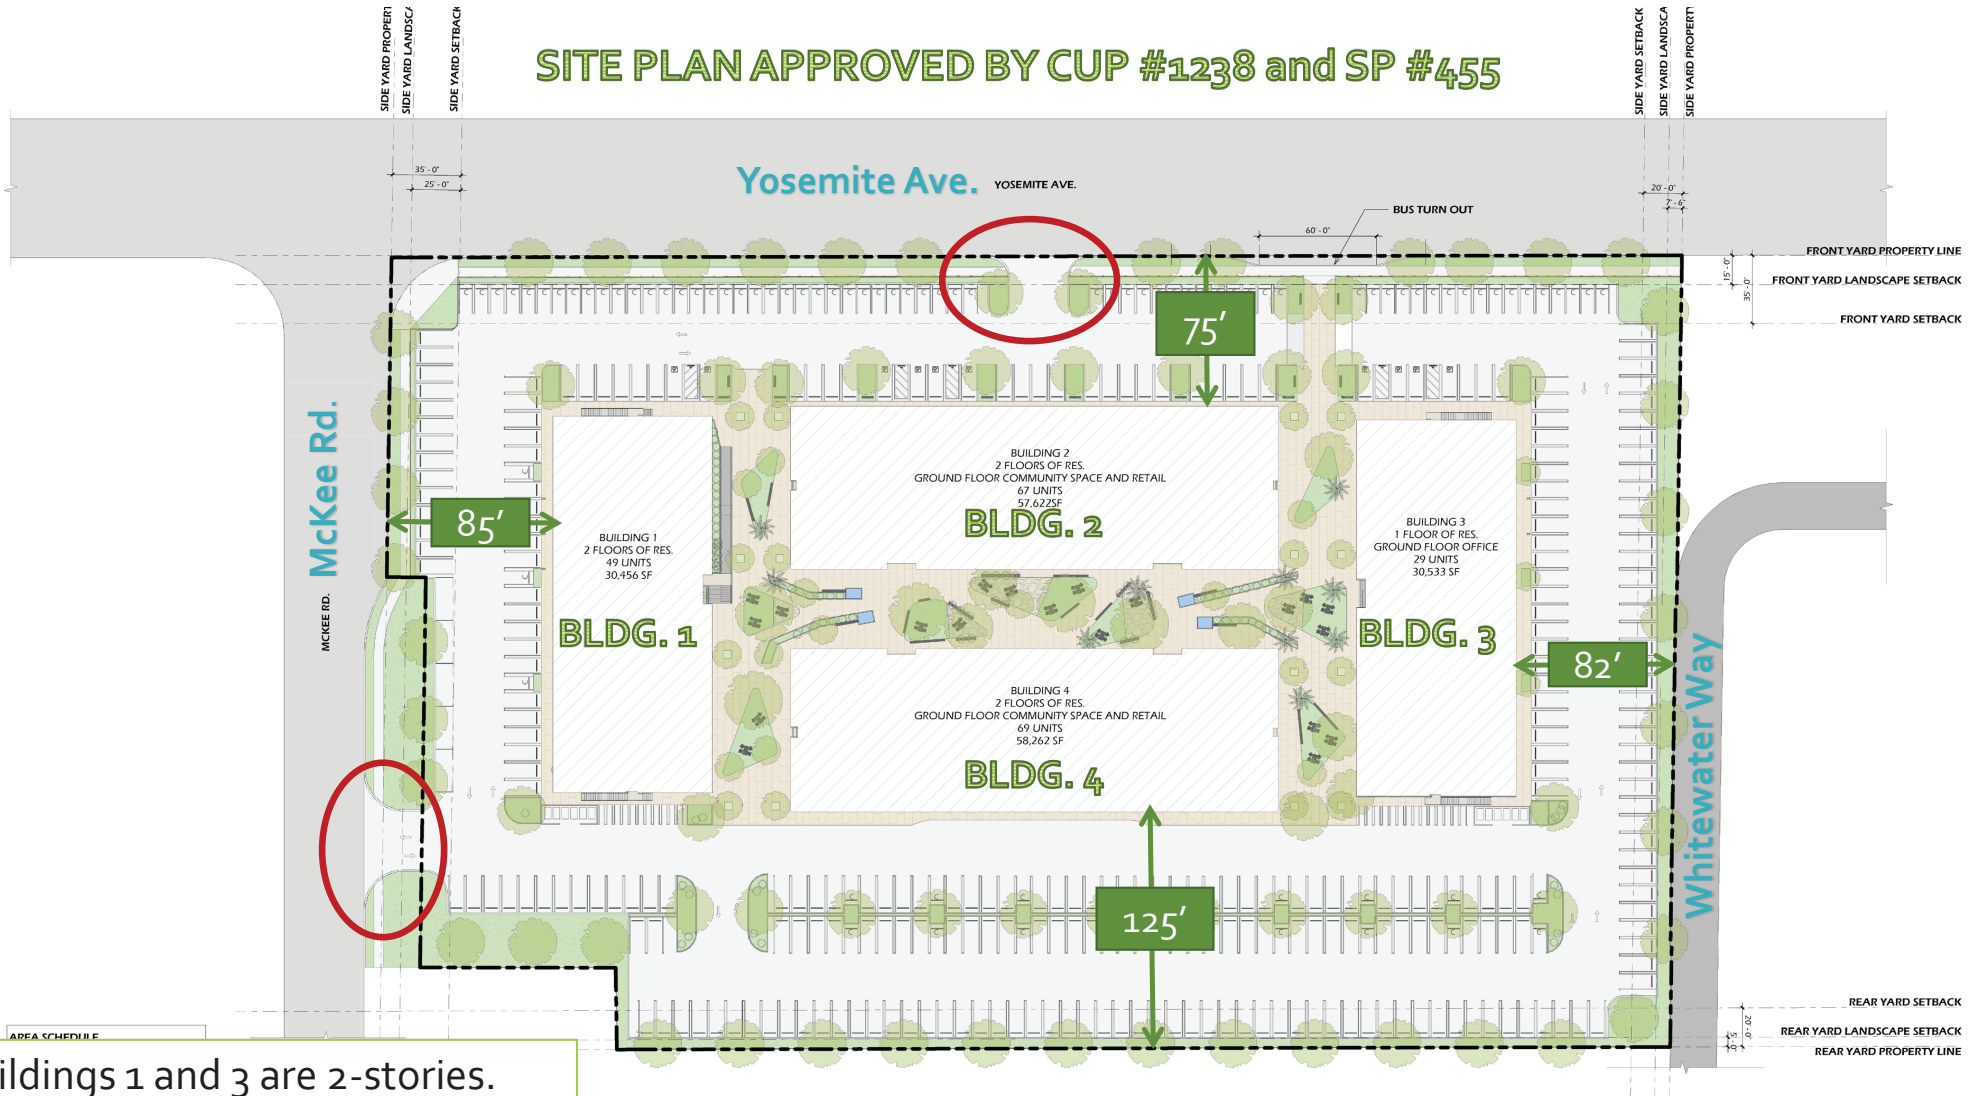 SIDE YARD PROPERT
SIDE YARD LANDSCA
SIDE YARD SETBACK
SITE PLAN APPROVED BY CUP #1238 and SP #455
SIDE YARD SETBACK
SIDE YARD LANDSCA
SIDE YARD PROPERT
35' - 0"
25' - 0"
Yosemite Ave.
YOSEMITE AVE.
20' - 0"
7' - 6"
BUS TURN OUT
60' - 0"
FRONT YARD PROPERTY LINE
15' - 0"
FRONT YARD LANDSCAPE SETBACK
35' - 0"
FRONT YARD SETBACK
75'
McKee Rd.
MCKEE RD.
85'
BUILDING 1
2 FLOORS OF RES.
49 UNITS
30,456 SF
BLDG. 1
BUILDING 2
2 FLOORS OF RES.
GROUND FLOOR COMMUNITY SPACE AND RETAIL
67 UNITS
57,622SF
BLDG. 2
BUILDING 3
1 FLOOR OF RES.
GROUND FLOOR OFFICE
29 UNITS
30,533 SF
BLDG. 3
82'
Whitewater Way
BUILDING 4
2 FLOORS OF RES.
GROUND FLOOR COMMUNITY SPACE AND RETAIL
69 UNITS
58,262 SF
BLDG. 4
125'
REAR YARD SETBACK
20' - 0"
REAR YARD LANDSCAPE SETBACK
5' - 0"
REAR YARD PROPERTY LINE
AREA SCHEDULE
ildings 1 and 3 are 2-stories.